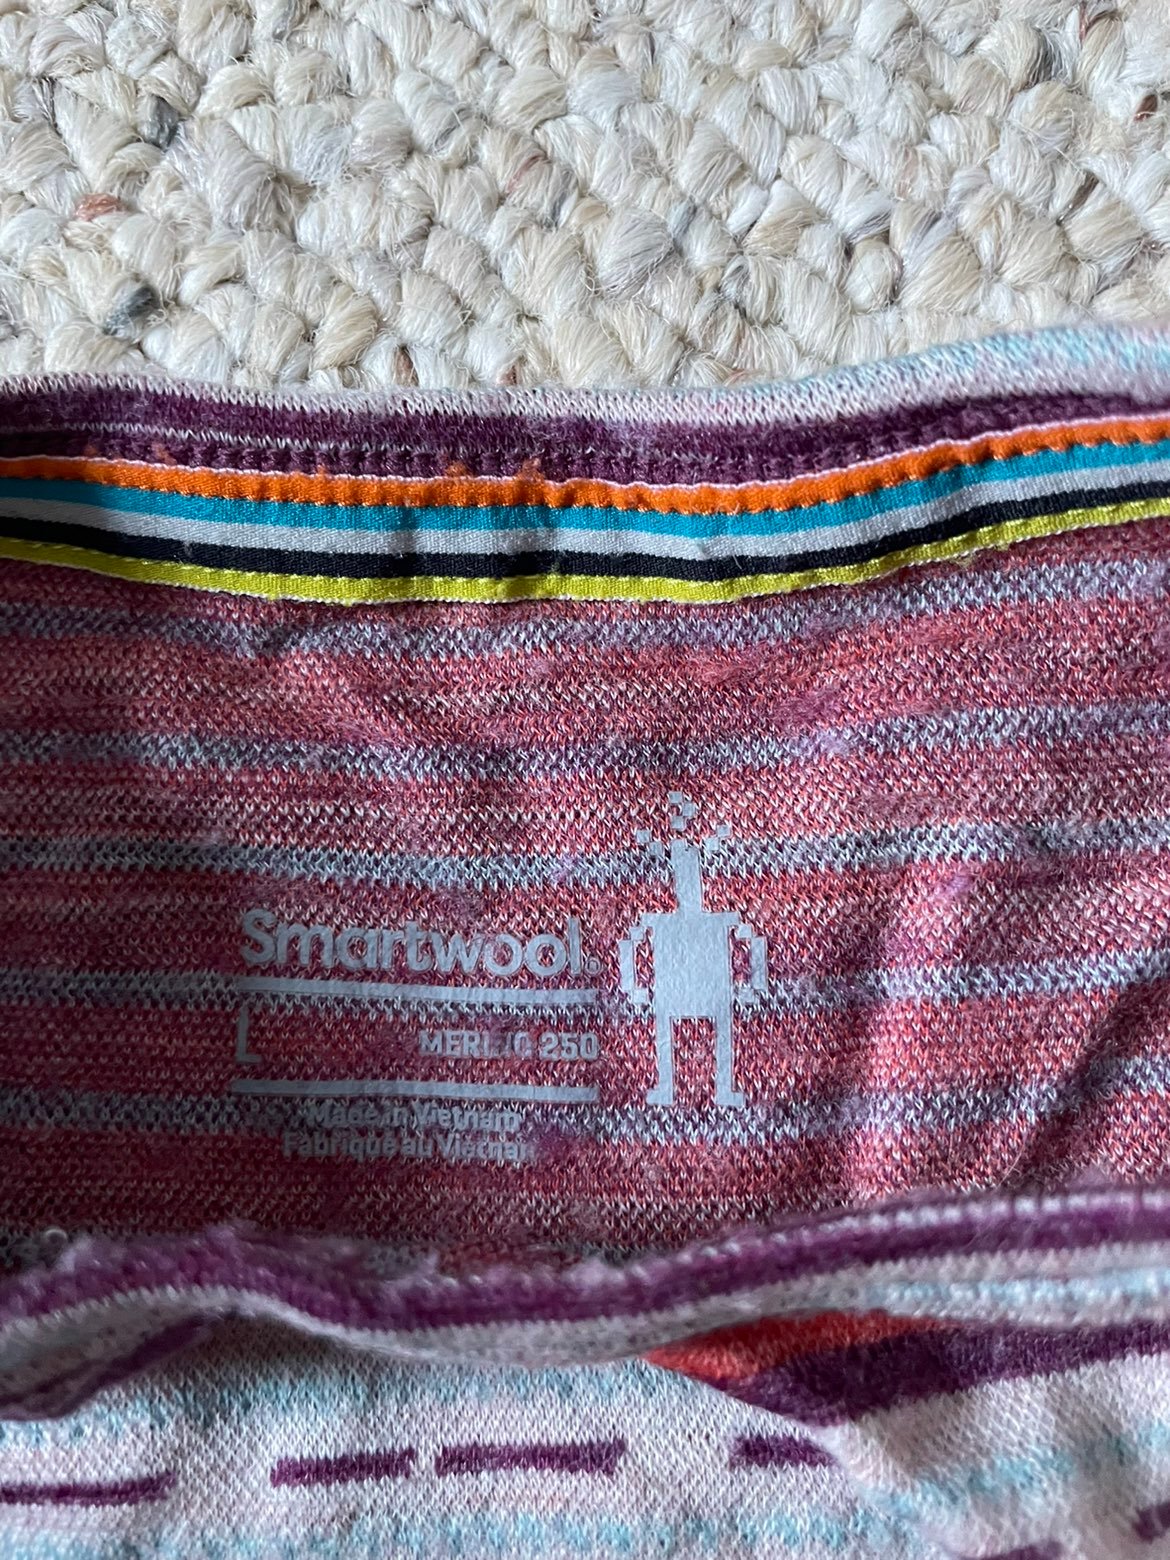 Smartwool®
L MERINO 250
Made in Vietnam
Fabriqué au Vietnam